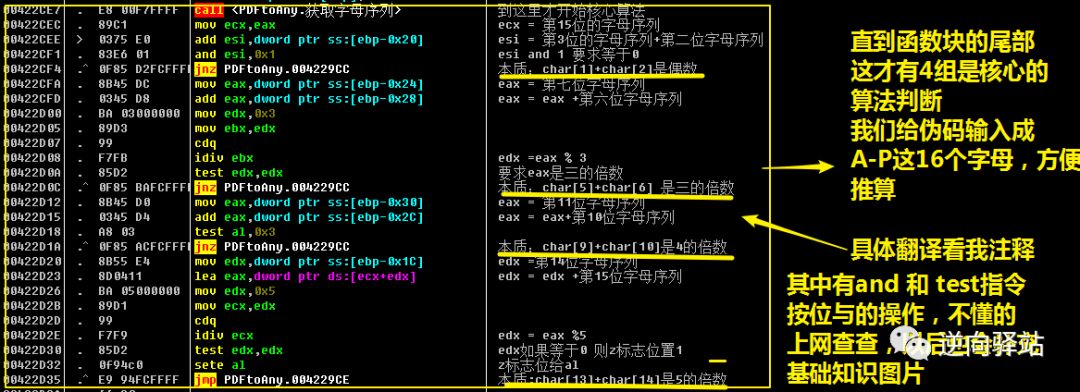 00422CE7 . E8 00F7FFFF call <PDFtoAny.获取字母序列> 到这里才开始核心算法
00422CEC . 89C1 mov ecx,eax ecx = 第15位的字母序列
00422CEE > 0375 E0 add esi,dword ptr ss:[ebp-0x20] esi = 第3位的字母序列+第二位字母序列
00422CF1 . 83E6 01 and esi,0x1 esi and 1 要求等于0
00422CF4 .^ 0F85 D2FCFFFF jnz PDFtoAny.004229CC 本质：char[1]+char[2]是偶数
00422CFA . 8B45 DC mov eax,dword ptr ss:[ebp-0x24] eax = 第七位字母序列
00422CFD . 0345 D8 add eax,dword ptr ss:[ebp-0x28] eax = eax +第六位字母序列
00422D00 . BA 03000000 mov edx,0x3
00422D05 . 89D3 mov ebx,edx
00422D07 . 99 cdq
00422D08 . F7FB idiv ebx edx =eax % 3
00422D0A . 85D2 test edx,edx 要求eax是三的倍数
00422D0C .^ 0F85 BAFCFFFF jnz PDFtoAny.004229CC 本质：char[5]+char[6] 是三的倍数
00422D12 . 8B45 D0 mov eax,dword ptr ss:[ebp-0x30] eax = 第11位字母序列
00422D15 . 0345 D4 add eax,dword ptr ss:[ebp-0x2C] eax = eax+第10位字母序列
00422D18 . A8 03 test al,0x3
00422D1A .^ 0F85 ACFCFFFF jnz PDFtoAny.004229CC 本质：char[9]+char[10]是4的倍数
00422D20 . 8B55 E4 mov edx,dword ptr ss:[ebp-0x1C] edx =第14位字母序列
00422D23 . 8D0411 lea eax,dword ptr ds:[ecx+edx] edx = edx +第15位字母序列
00422D26 . BA 05000000 mov edx,0x5
00422D2B . 89D1 mov ecx,edx
00422D2D . 99 cdq
00422D2E . F7F9 idiv ecx edx = eax %5
00422D30 . 85D2 test edx,edx edx如果等于0 则z标志位置1
00422D32 . 0F94c0 sete al z标志位给al
00422D35 .^ E9 94FCFFFF jmp PDFtoAny.004229CE 本质:char[13]+char[14]是5的倍数
直到函数块的尾部
这才有4组是核心的
算法判断
我们给伪码输入成
A-P这16个字母，方便
推算
具体翻译看我注释
其中有and 和 test指令
按位与的操作，不懂的
上网查查，
基础知识图片
逆向驿站